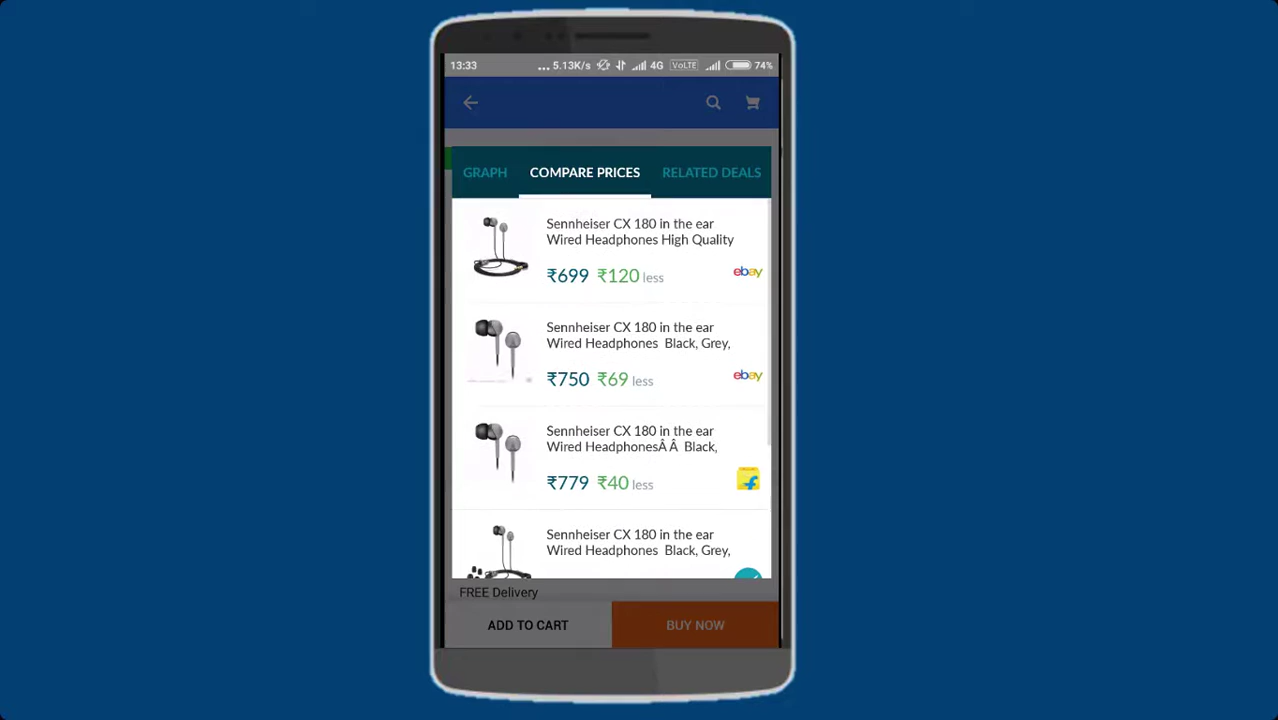 13:33 ... 5.13K/s 4G VoLTE 74%
GRAPH COMPARE PRICES RELATED DEALS
Sennheiser CX 180 in the ear
Wired Headphones High Quality
₹699 ₹120 less ebay
Sennheiser CX 180 in the ear
Wired Headphones Black, Grey,
₹750 ₹69 less ebay
Sennheiser CX 180 in the ear
Wired HeadphonesÂ Â Black,
₹779 ₹40 less
Sennheiser CX 180 in the ear
Wired Headphones Black, Grey,
FREE Delivery
ADD TO CART BUY NOW